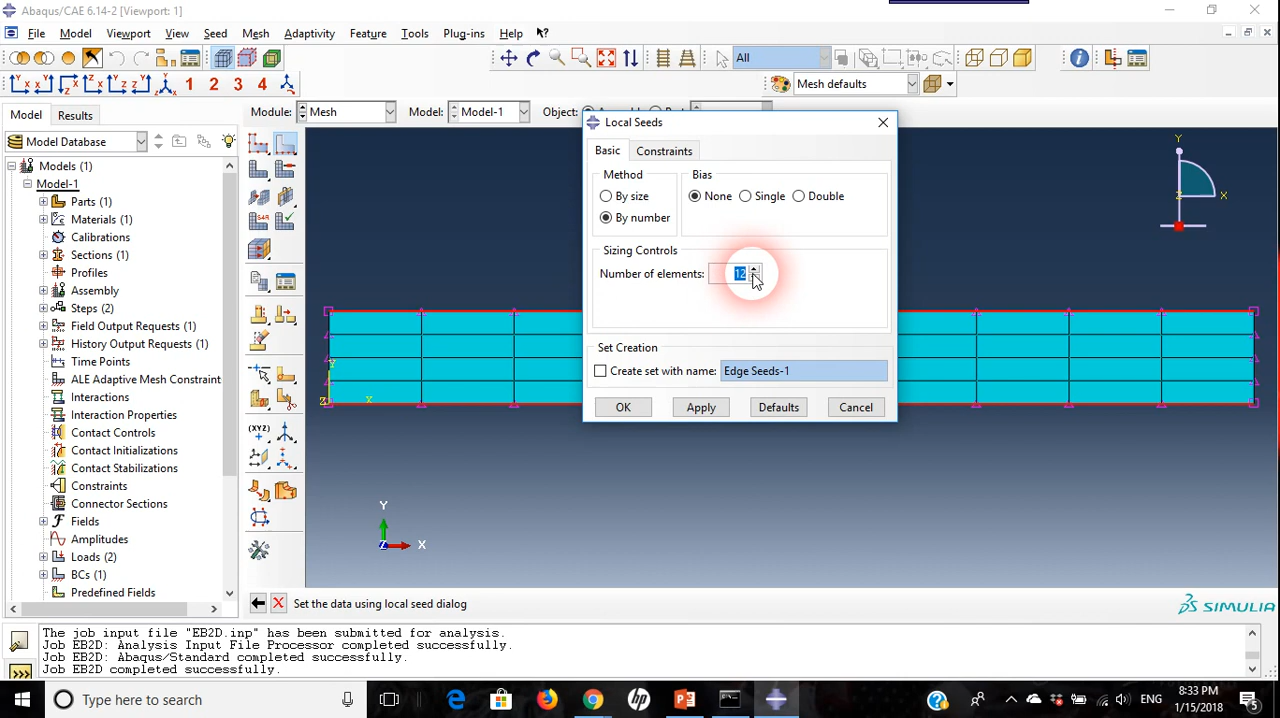 Abaqus/CAE 6.14-2 [Viewport: 1]
File Model Viewport View Seed Mesh Adaptivity Feature Tools Plug-ins Help
All
1 2 3 4
Mesh defaults
Model Results Module: Mesh Model: Model-1 Object:
Model Database
Models (1)
Model-1
Parts (1)
Materials (1)
Calibrations
Sections (1)
Profiles
Assembly
Steps (2)
Field Output Requests (1)
History Output Requests (1)
Time Points
ALE Adaptive Mesh Constraint
Interactions
Interaction Properties
Contact Controls
Contact Initializations
Contact Stabilizations
Constraints
Connector Sections
Fields
Amplitudes
Loads (2)
BCs (1)
Predefined Fields
Local Seeds
Basic Constraints
Method Bias
By size None Single Double
By number
Sizing Controls
Number of elements: 12
Set Creation
Create set with name: Edge Seeds-1
OK Apply Defaults Cancel
Y
Z X
Y
Z X
Y
Z X
Set the data using local seed dialog
SIMULIA
The job input file "EB2D.inp" has been submitted for analysis.
Job EB2D: Analysis Input File Processor completed successfully.
Job EB2D: Abaqus/Standard completed successfully.
Job EB2D completed successfully.
>>>
Type here to search
ENG
8:33 PM
1/15/2018